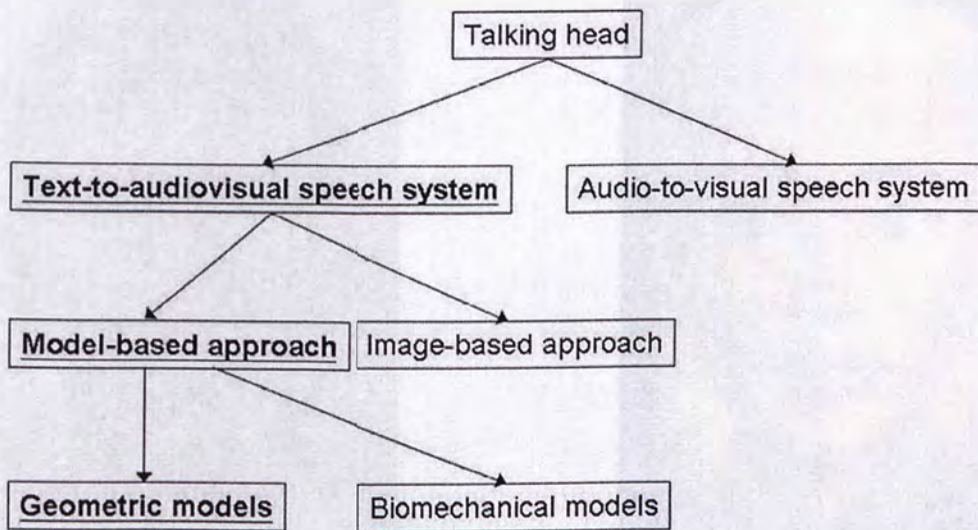 Talking head
Text-to-audiovisual speech system
Audio-to-visual speech system
Model-based approach
Image-based approach
Geometric models
Biomechanical models